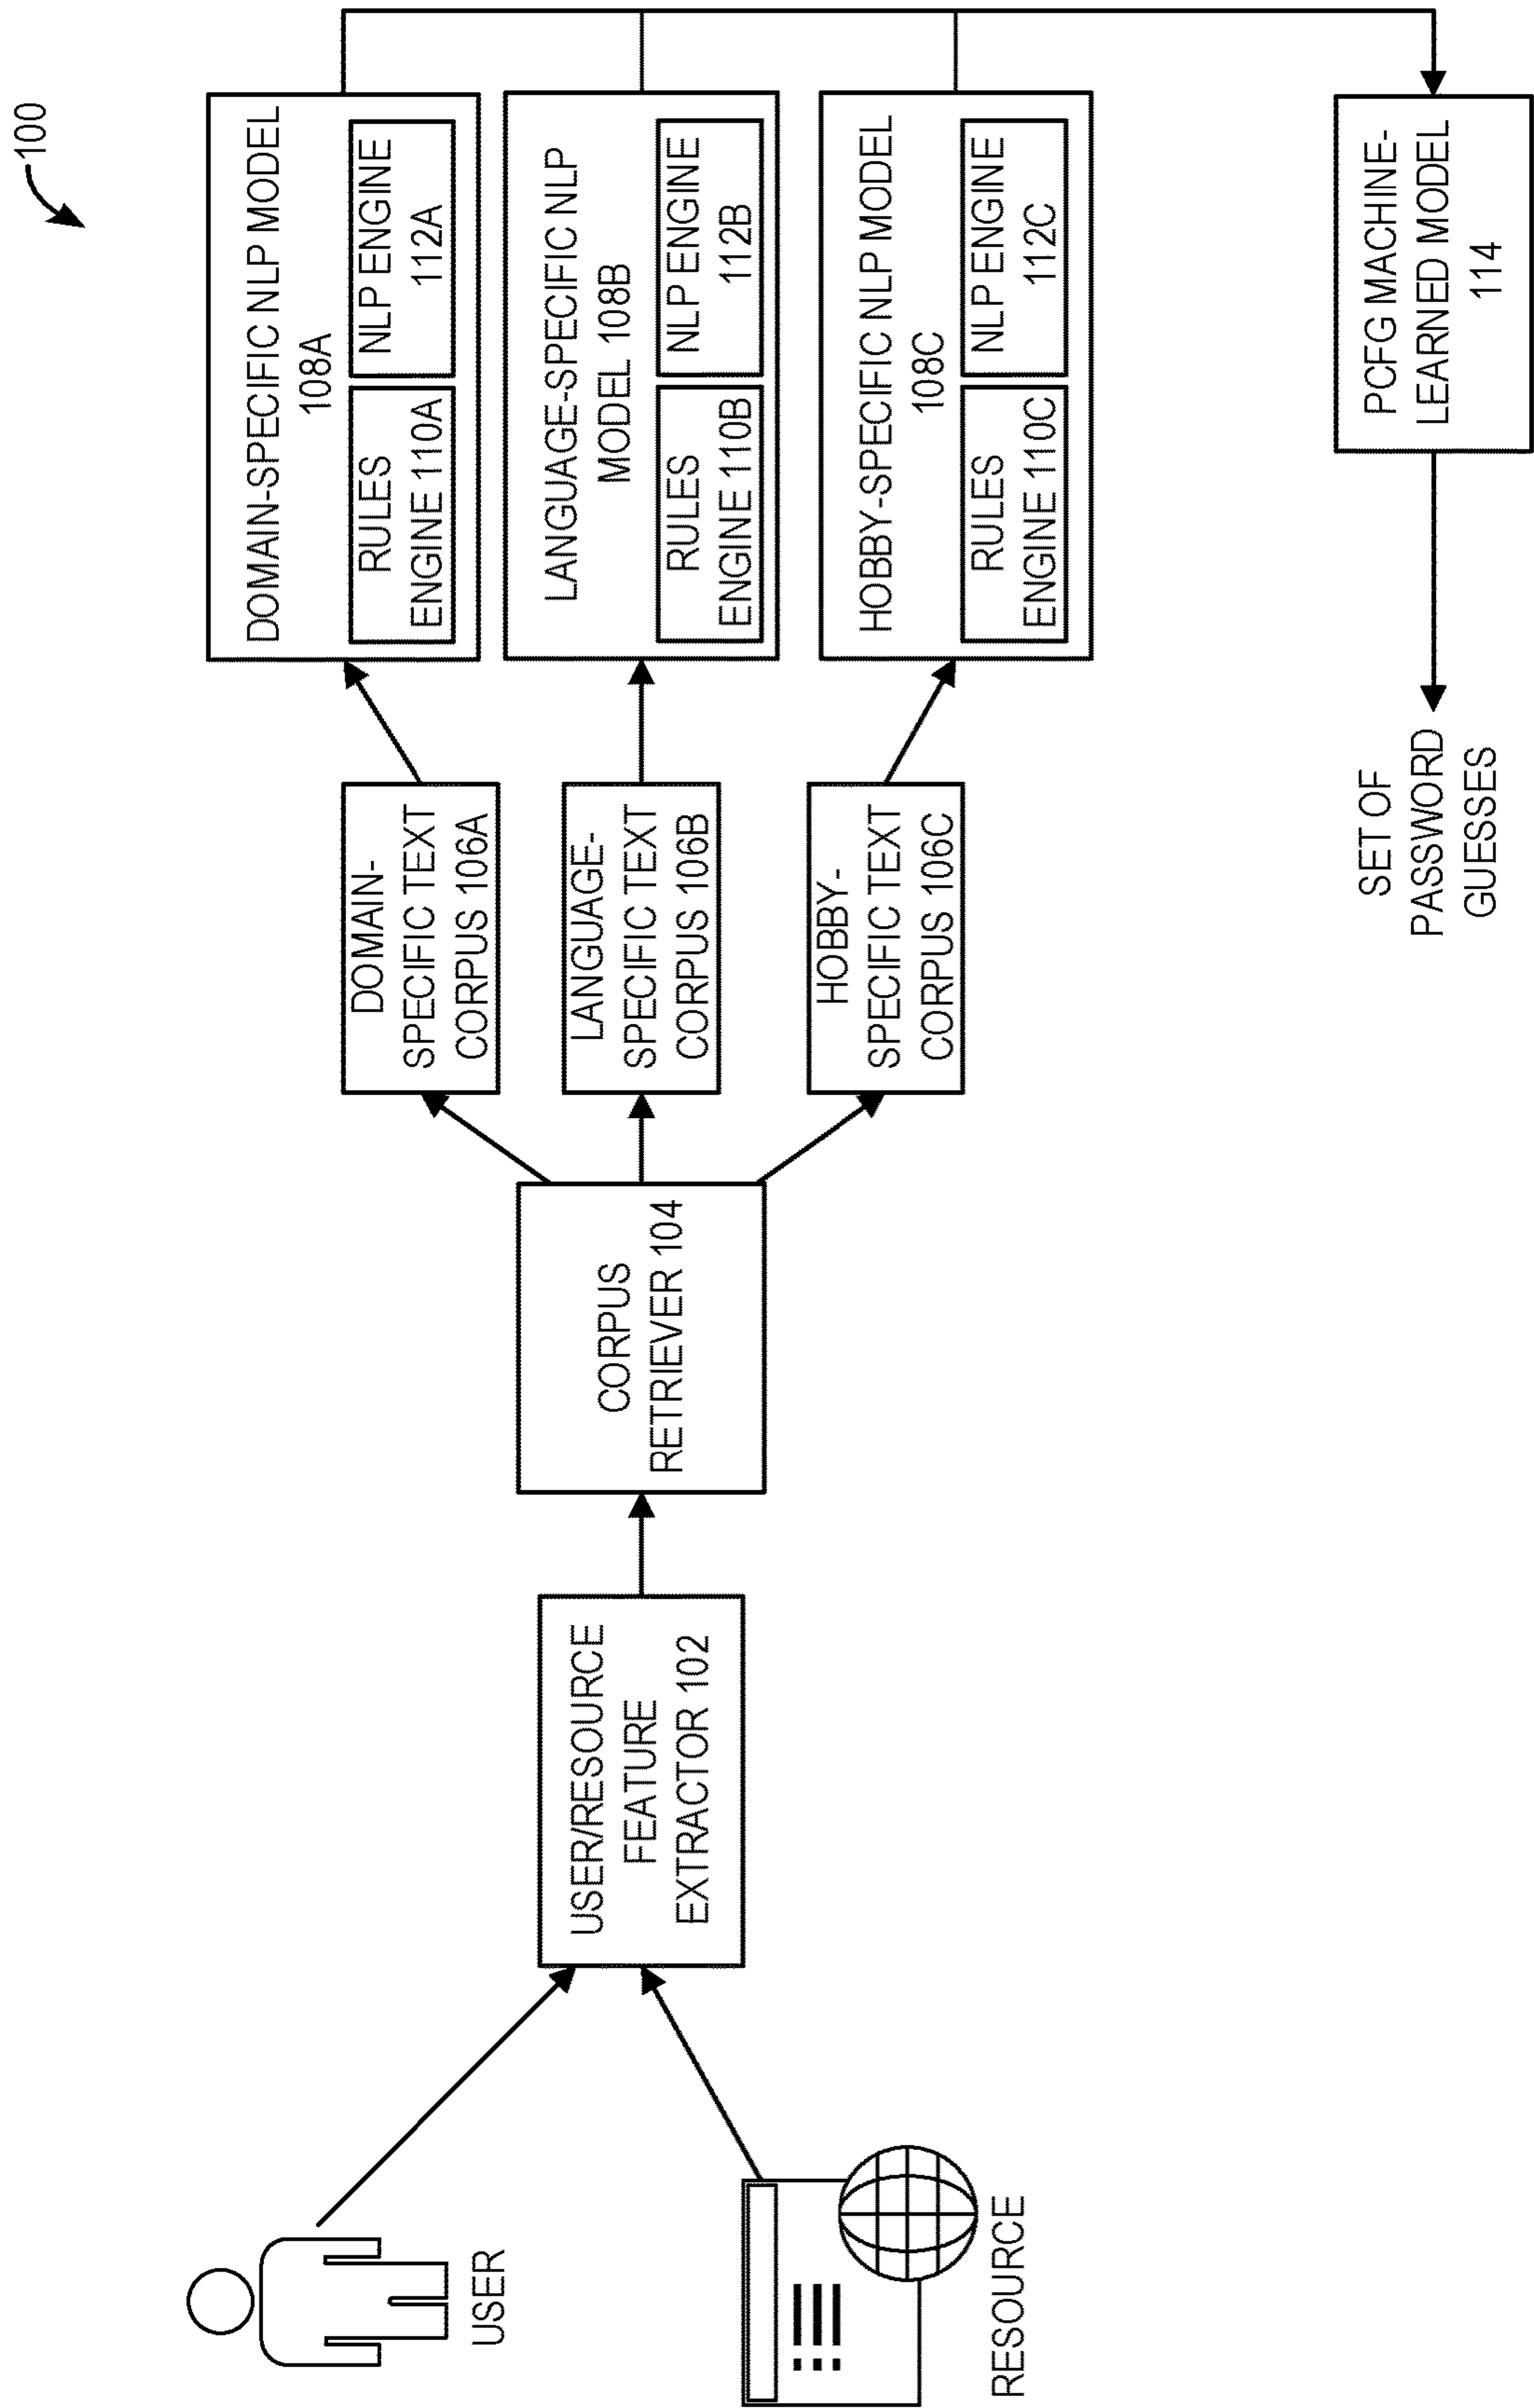 100
USER
RESOURCE
USER/RESOURCE
FEATURE
EXTRACTOR 102
CORPUS
RETRIEVER 104
DOMAIN-
SPECIFIC TEXT
CORPUS 106A
LANGUAGE-
SPECIFIC TEXT
CORPUS 106B
HOBBY-
SPECIFIC TEXT
CORPUS 106C
DOMAIN-SPECIFIC NLP MODEL
108A
RULES
ENGINE 110A
NLP ENGINE
112A
LANGUAGE-SPECIFIC NLP
MODEL 108B
RULES
ENGINE 110B
NLP ENGINE
112B
HOBBY-SPECIFIC NLP MODEL
108C
RULES
ENGINE 110C
NLP ENGINE
112C
PCFG MACHINE-
LEARNED MODEL
114
SET OF
PASSWORD
GUESSES